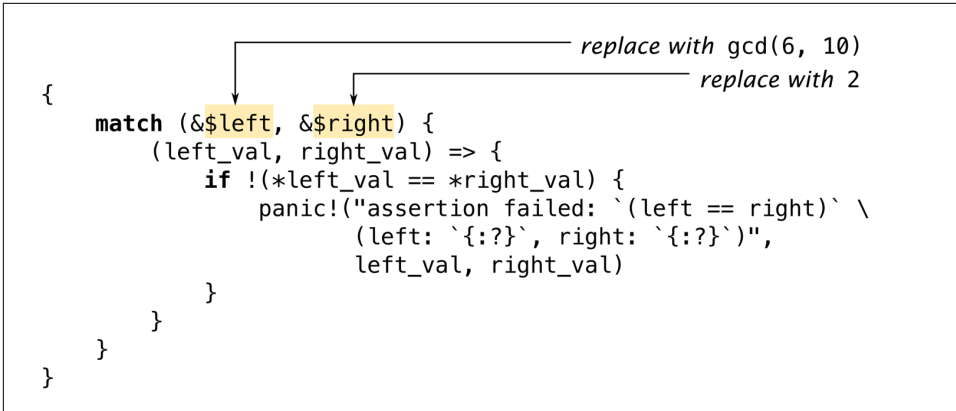 replace with gcd(6, 10)
replace with 2
{
    match (&$left, &$right) {
        (left_val, right_val) => {
            if !(*left_val == *right_val) {
                panic!("assertion failed: `(left == right)` \
                       (left: `{:?}`, right: `{:?}`)",
                       left_val, right_val)
            }
        }
    }
}